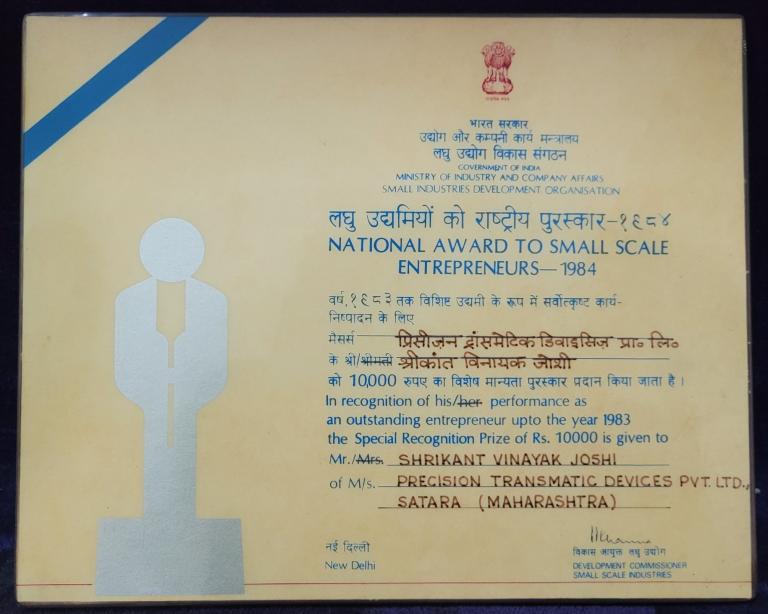 भारत सरकार
उद्योग और कम्पनी कार्य मन्त्रालय
लघु उद्योग विकास संगठन
GOVERNMENT OF INDIA
MINISTRY OF INDUSTRY AND COMPANY AFFAIRS
SMALL INDUSTRIES DEVELOPMENT ORGANISATION
लघु उद्यमियों को राष्ट्रीय पुरस्कार-१९८४
NATIONAL AWARD TO SMALL SCALE
ENTREPRENEURS—1984
वर्ष, १९८३ तक विशिष्ट उद्यमी के रूप में सर्वोत्कृष्ट कार्य-
निष्पादन के लिए
मैसर्स प्रिसीज़न ट्रांसमेटिक डिवाइसिज़ प्रा० लि०
के श्री/श्रीमती श्रीकांत विनायक जोशी
को 10,000 रुपए का विशेष मान्यता पुरस्कार प्रदान किया जाता है।
In recognition of his/her performance as
an outstanding entrepreneur upto the year 1983
the Special Recognition Prize of Rs. 10000 is given to
Mr./Mrs. SHRIKANT VINAYAK JOSHI
of M/s. PRECISION TRANSMATIC DEVICES PVT. LTD.,
SATARA (MAHARASHTRA)
नई दिल्ली
New Delhi
विकास आयुक्त लघु उद्योग
DEVELOPMENT COMMISSIONER
SMALL SCALE INDUSTRIES